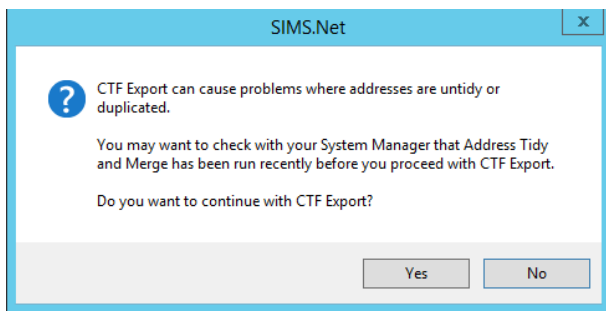 SIMS.Net
x
?
CTF Export can cause problems where addresses are untidy or
duplicated.
You may want to check with your System Manager that Address Tidy
and Merge has been run recently before you proceed with CTF Export.
Do you want to continue with CTF Export?
Yes
No